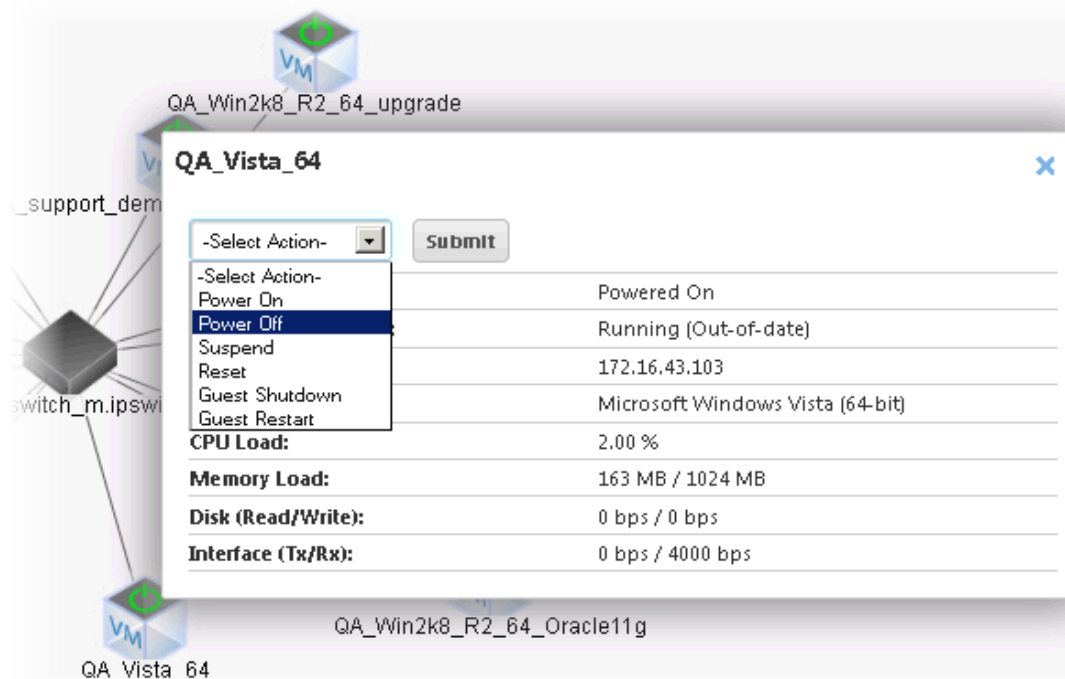 VM
QA_Win2k8_R2_64_upgrade
QA_Vista_64
_support_dem
-Select Action-
Submit
-Select Action-
Power On
Powered On
Power Off
: Running (Out-of-date)
Suspend
Reset
172.16.43.103
Guest Shutdown
Microsoft Windows Vista (64-bit)
switch_m.ipswi
Guest Restart
CPU Load: 2.00 %
Memory Load: 163 MB / 1024 MB
Disk (Read/Write): 0 bps / 0 bps
Interface (Tx/Rx): 0 bps / 4000 bps
VM
QA_Win2k8_R2_64_Oracle11g
QA_Vista_64